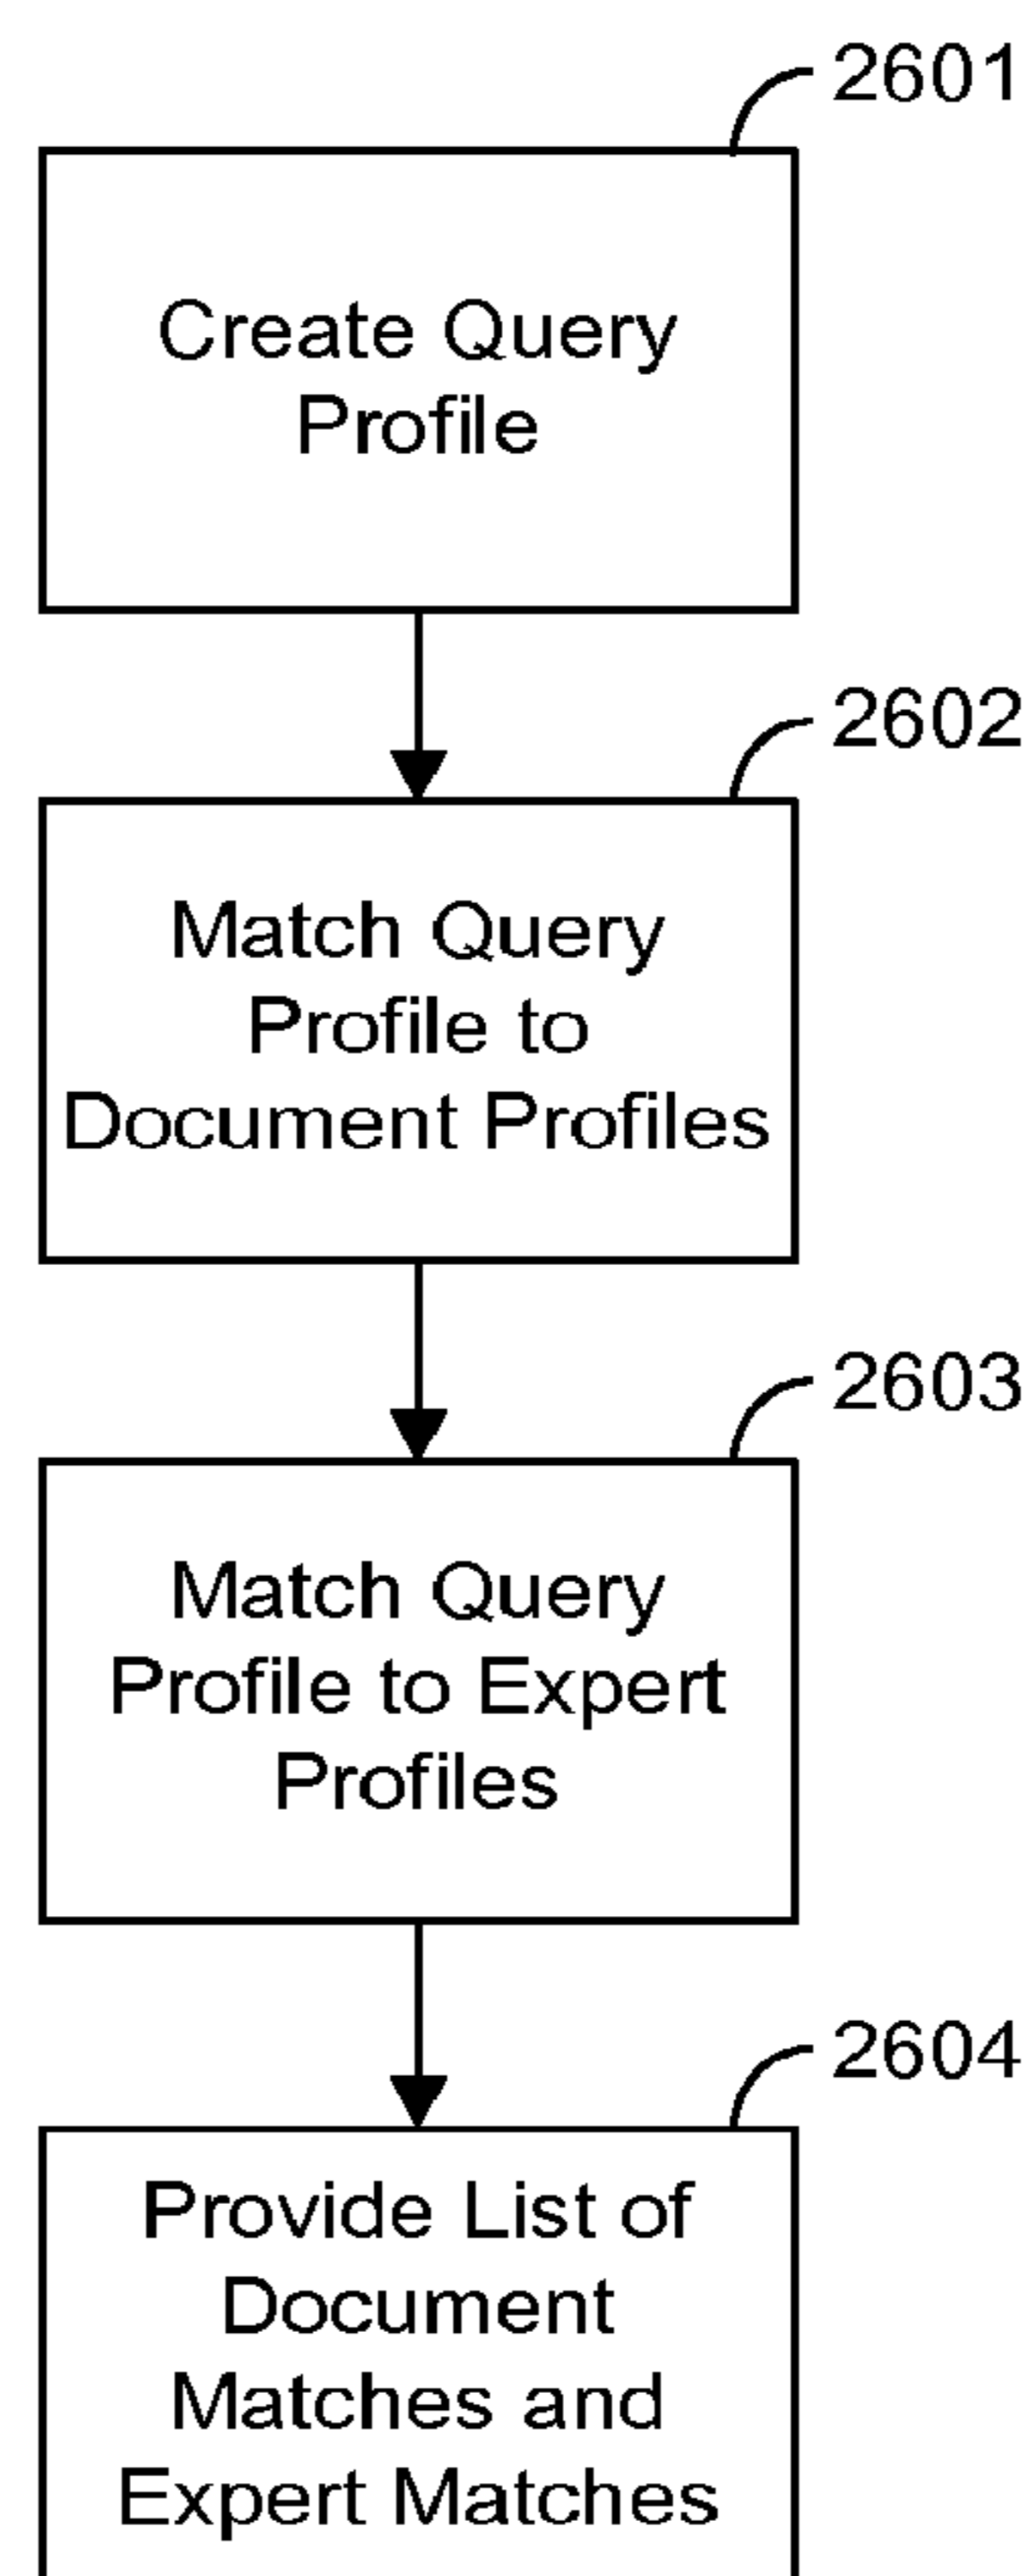 2601
Create Query
Profile
2602
Match Query
Profile to
Document Profiles
2603
Match Query
Profile to Expert
Profiles
2604
Provide List of
Document
Matches and
Expert Matches